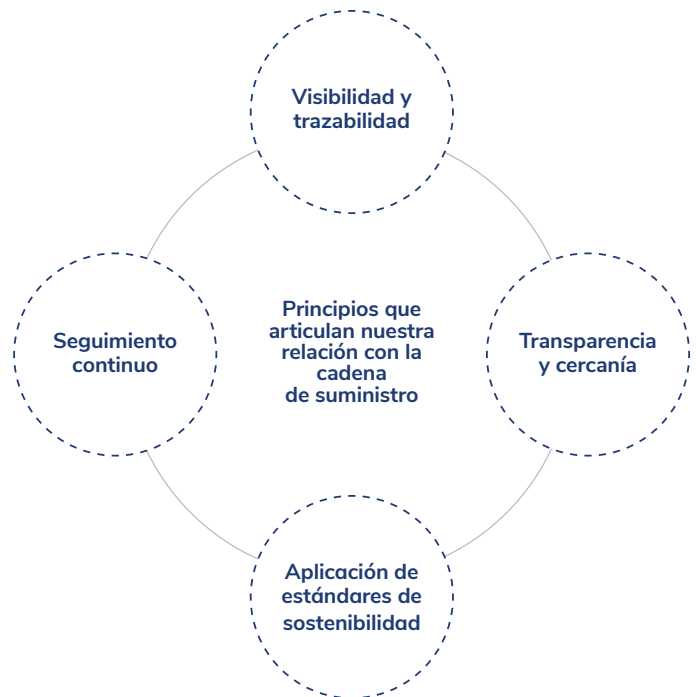 Visibilidad y
trazabilidad
Principios que
articulan nuestra
relación con la
cadena
de suministro
Seguimiento
continuo
Transparencia
y cercanía
Aplicación de
estándares de
sostenibilidad